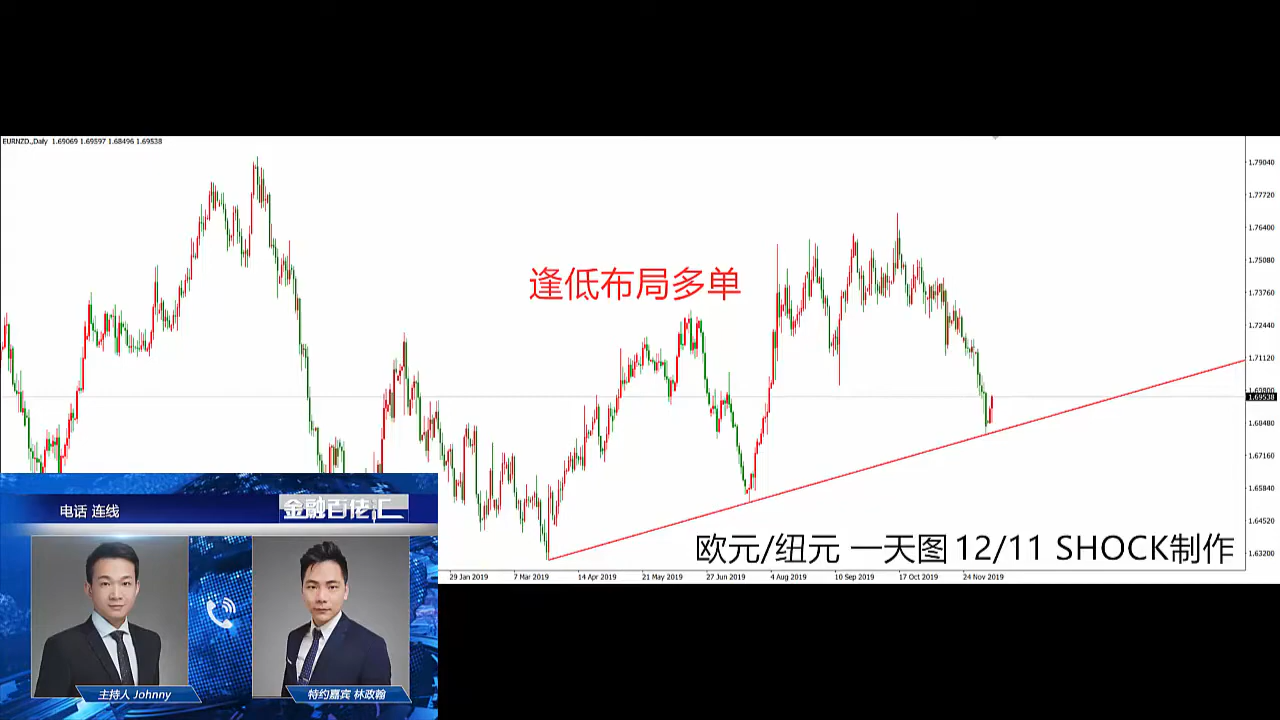 EURNZD.,Daily 1.69069 1.69597 1.68496 1.69538
1.79040
1.77720
1.76400
1.75080
1.73760
1.72440
1.71120
1.69800
1.69538
1.68480
1.67160
1.65840
1.64520
1.63200
逢低布局多单
欧元/纽元 一天图 12/11 SHOCK制作
29 Jan 2019 7 Mar 2019 14 Apr 2019 21 May 2019 27 Jun 2019 4 Aug 2019 10 Sep 2019 17 Oct 2019 24 Nov 2019
电话 连线
金融百佬汇
主持人 Johnny
特约嘉宾 林政翰